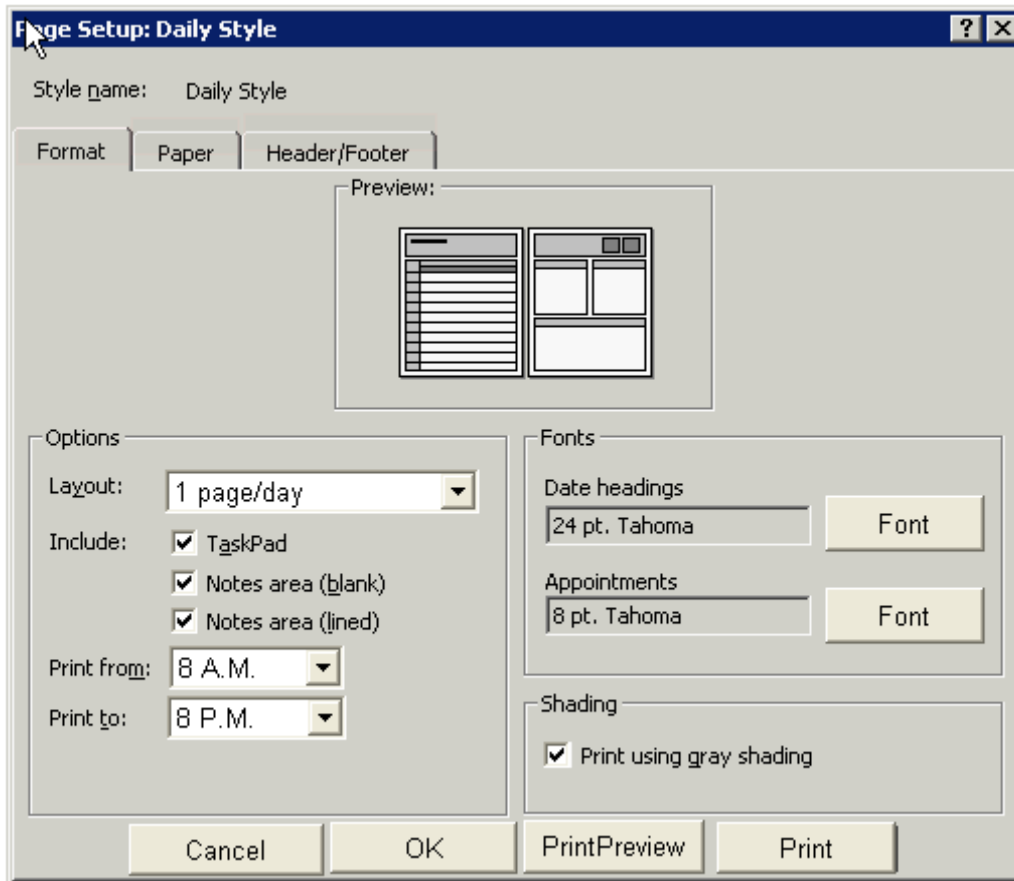 Page Setup: Daily Style
Style name: Daily Style
Format Paper Header/Footer
Preview:
Options
Layout: 1 page/day
Include: TaskPad
Notes area (blank)
Notes area (lined)
Print from: 8 A.M.
Print to: 8 P.M.
Fonts
Date headings
24 pt. Tahoma Font
Appointments
8 pt. Tahoma Font
Shading
Print using gray shading
Cancel OK PrintPreview Print